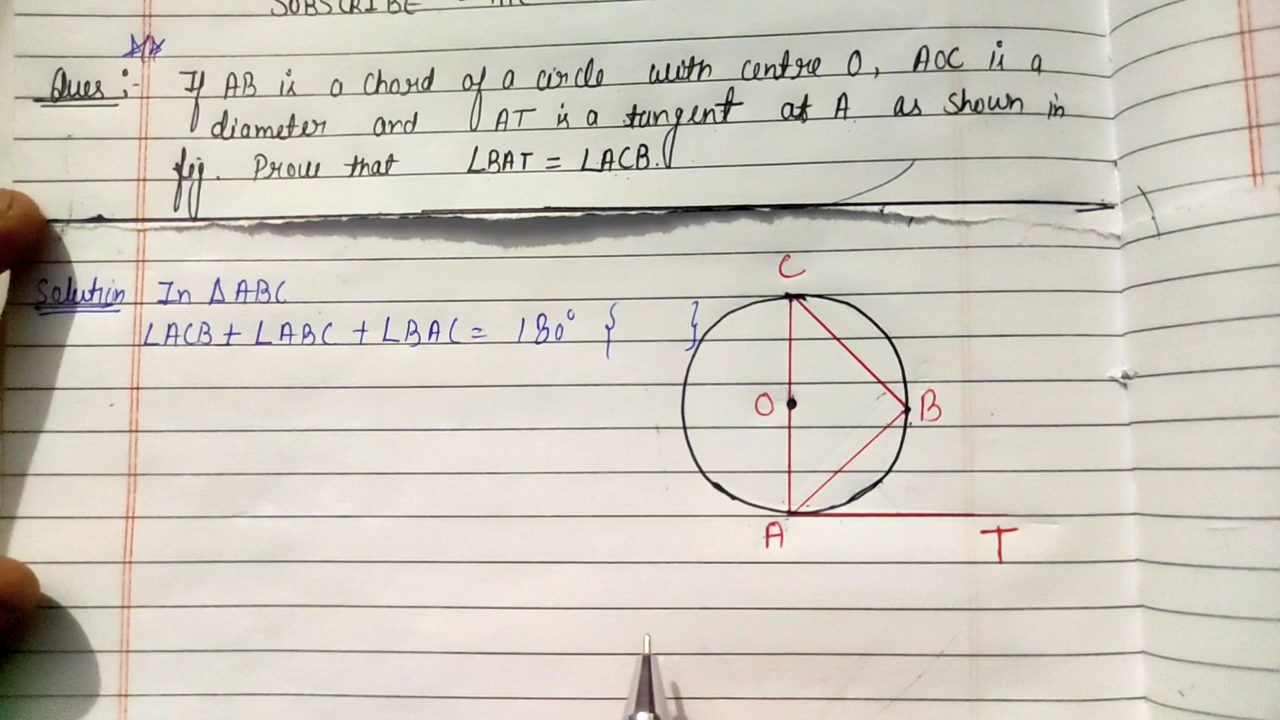 SUBSCRIBE
Ques :- If AB is a chord of a circle with centre O, AOC is a
diameter and AT is a tangent at A as shown in
fig. Prove that ∠BAT = ∠ACB.
Solution In ΔABC
∠ACB + ∠ABC + ∠BAC = 180° { }
C
O
B
A
T